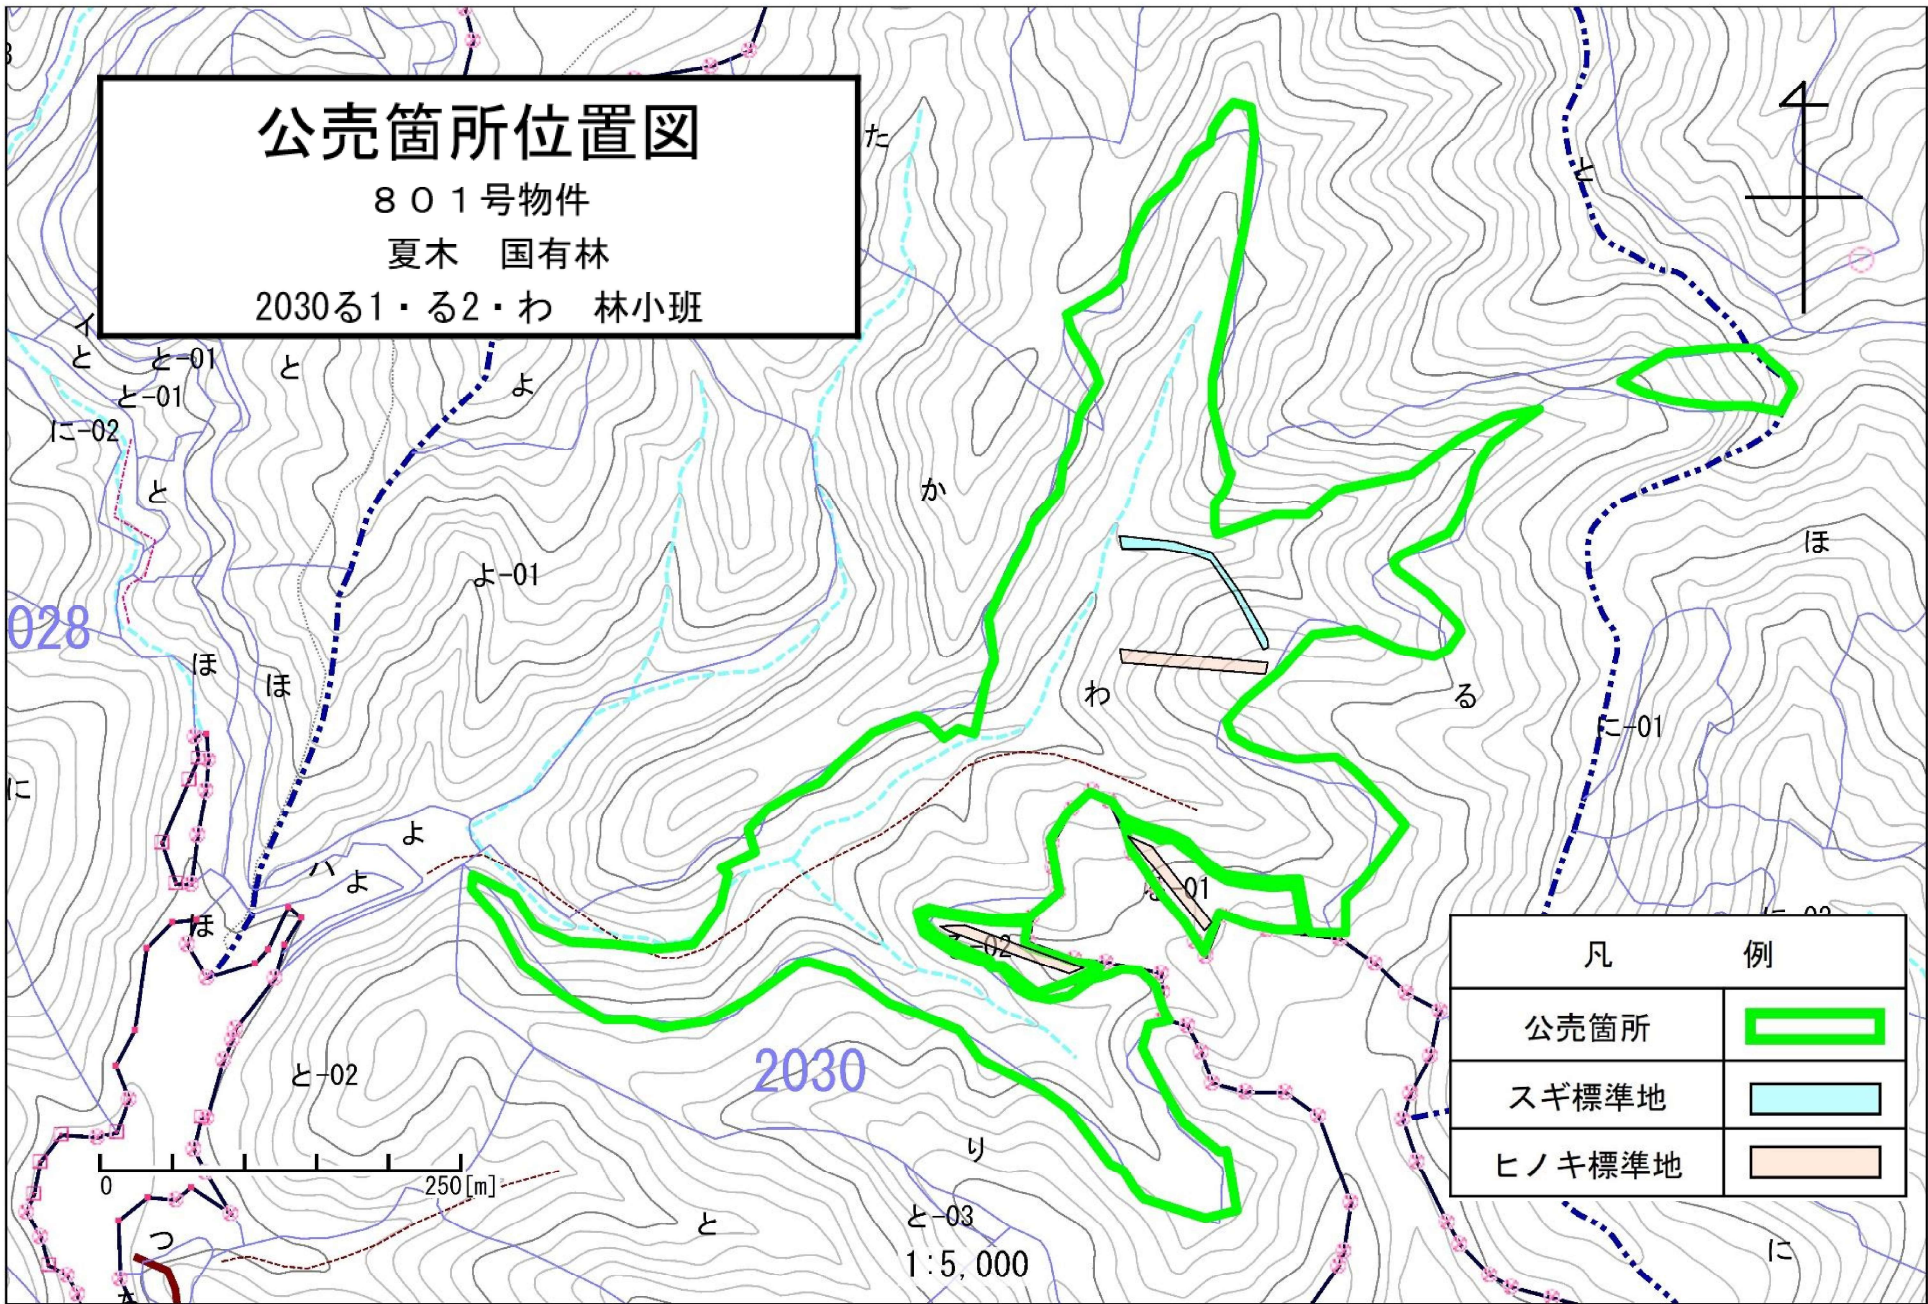 公売箇所位置図
801号物件
夏木 国有林
2030る1・る2・わ 林小班
た
と
イ
と
と-01
と
よ
と-01
に-02
と
か
よ-01
ほ
028
ほ
ほ
わ
る
に-01
に
よ
ハ
よ
ほ
-01
-02
2030
と-02
り
と
と-03
つ
に
0 250[m]
1:5,000
凡 例
公売箇所
スギ標準地
ヒノキ標準地